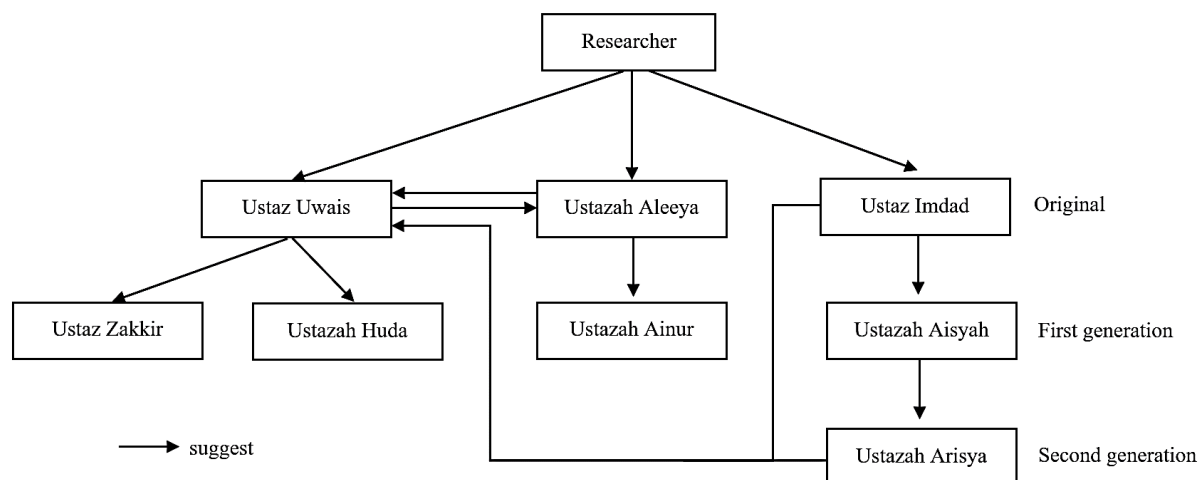 Researcher
Ustaz Uwais
Ustazah Aleeya
Ustaz Imdad
Original
Ustaz Zakkir
Ustazah Huda
Ustazah Ainur
Ustazah Aisyah
First generation
suggest
Ustazah Arisya
Second generation